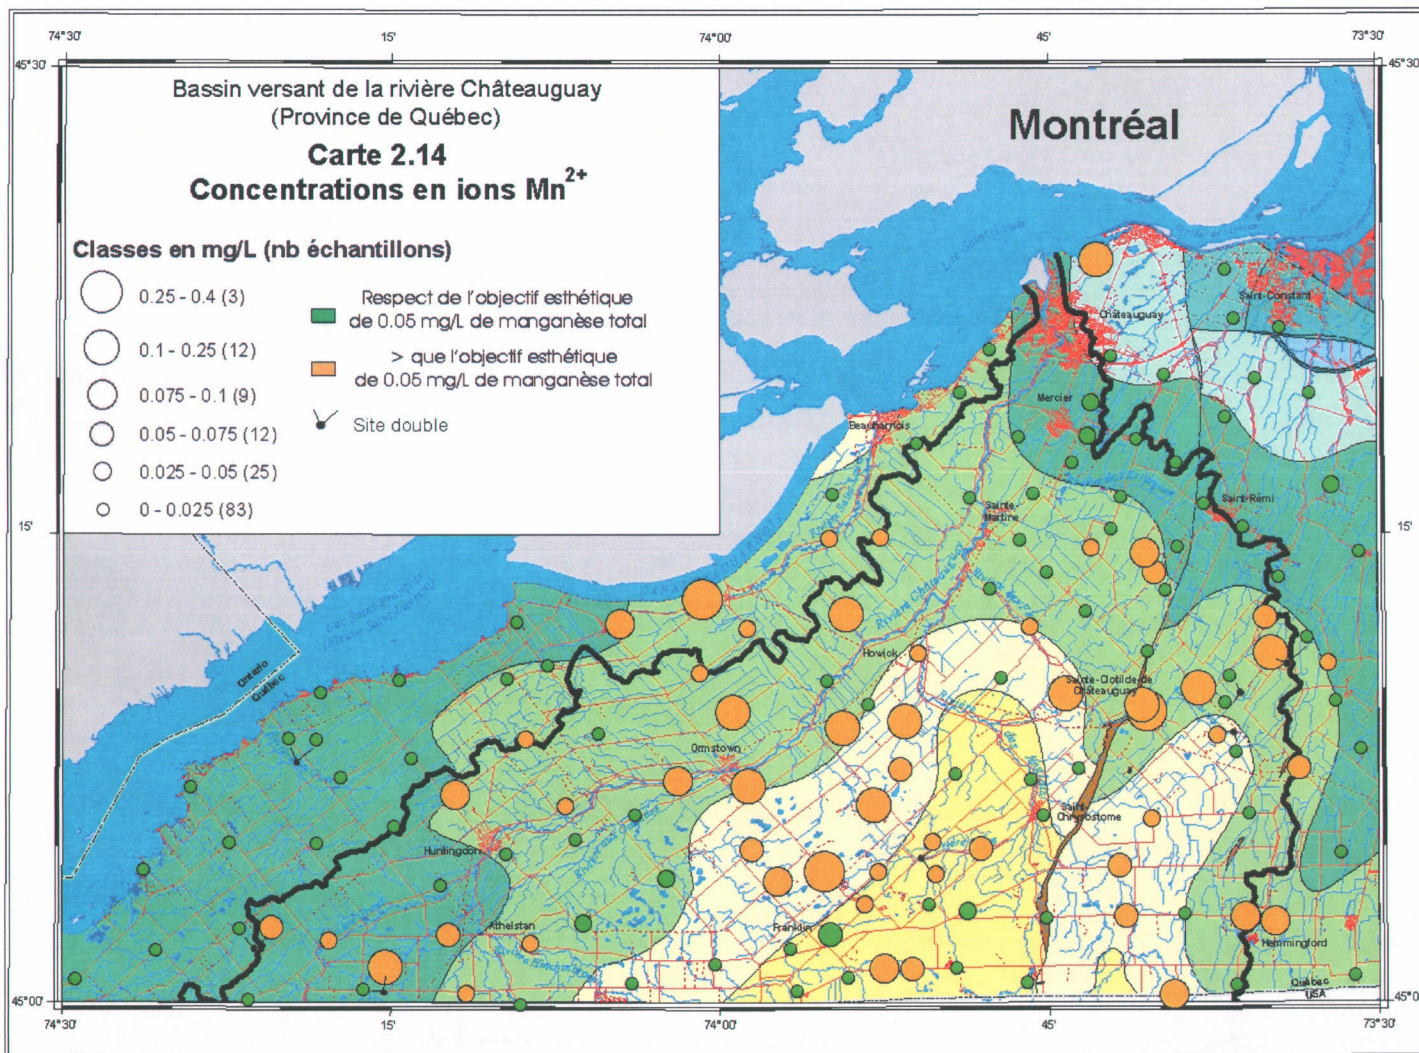 74°30'
15'
74°00'
45'
73°30'
45°30'
45°30'
Bassin versant de la rivière Châteauguay
(Province de Québec)
Carte 2.14
Concentrations en ions Mn²⁺
Classes en mg/L (nb échantillons)
0.25 - 0.4 (3)
0.1 - 0.25 (12)
0.075 - 0.1 (9)
0.05 - 0.075 (12)
0.025 - 0.05 (25)
0 - 0.025 (83)
Respect de l'objectif esthétique
de 0.05 mg/L de manganèse total
> que l'objectif esthétique
de 0.05 mg/L de manganèse total
Site double
Montréal
Saint-Constant
Châteauguay
Mercier
Beauharnois
Saint-Rémi
Sainte-
Martine
15'
15'
Howick
Sainte-Clotilde-de
Châteauguay
Ontario
Québec
Ormstown
Saint-
Chrysostome
Huntingdon
Athelstan
Franklin
Hemmingford
Québec
USA
45°00'
45°0
74°30'
15'
74°00'
45'
73°30'